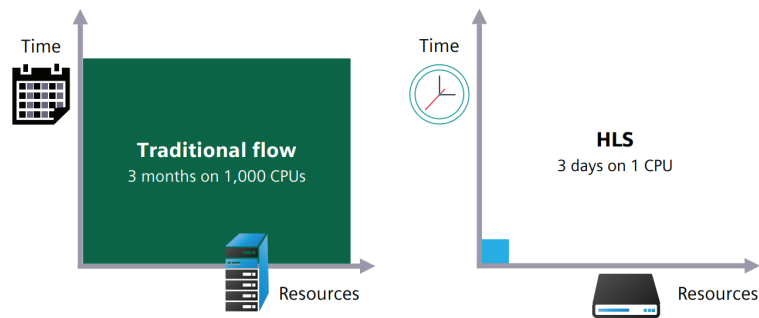 Time
Traditional flow
3 months on 1,000 CPUs
Resources
Time
HLS
3 days on 1 CPU
Resources